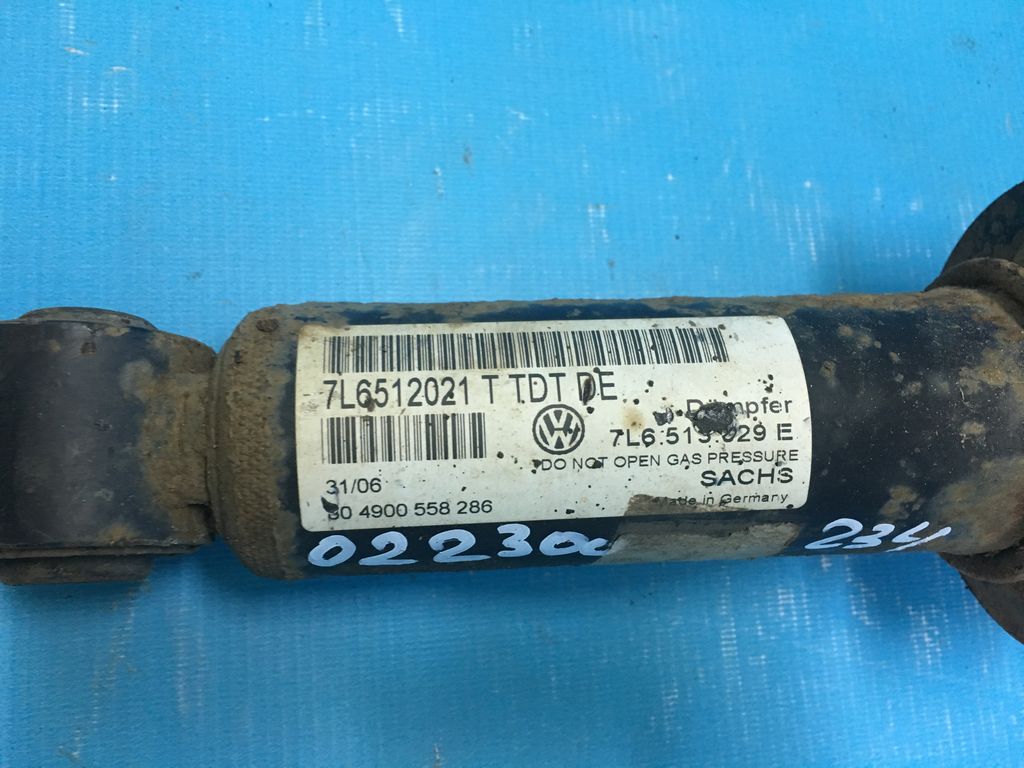 7L6512021 T TDT DE
Dämpfer
7L6.513.029 E
DO NOT OPEN GAS PRESSURE
SACHS
Made in Germany
31/06
30 4900 558 286
02230
234